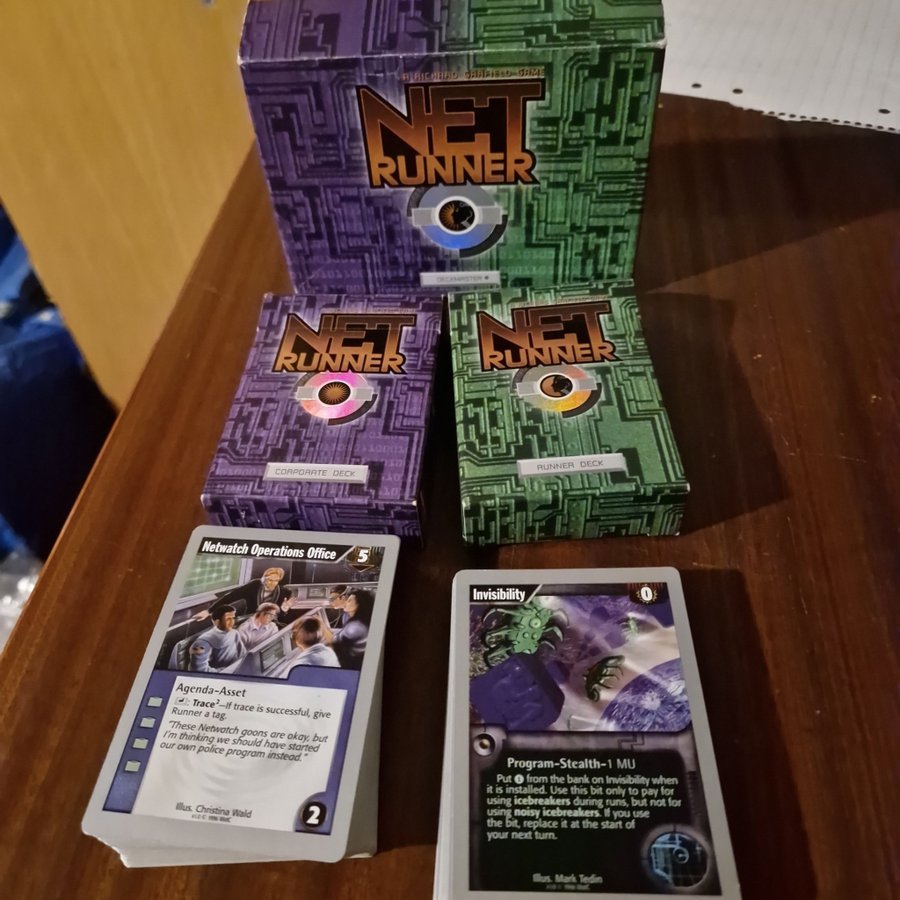 A RICHARD GARFIELD GAME
NET
RUNNER
DECKMASTER
NET
RUNNER
CORPORATE DECK
NET
RUNNER
RUNNER DECK
Netwatch Operations Office
5
Agenda-Asset
: Trace²–If trace is successful, give
Runner a tag.
"These Netwatch goons are okay, but
I'm thinking we should have started
our own police program instead."
Illus. Christina Wald
2
Invisibility
0
Program-Stealth-1 MU
Put 1 from the bank on Invisibility when
it is installed. Use this bit only to pay for
using icebreakers during runs, but not for
using noisy icebreakers. If you use
the bit, replace it at the start of
your next turn.
Illus. Mark Tedin